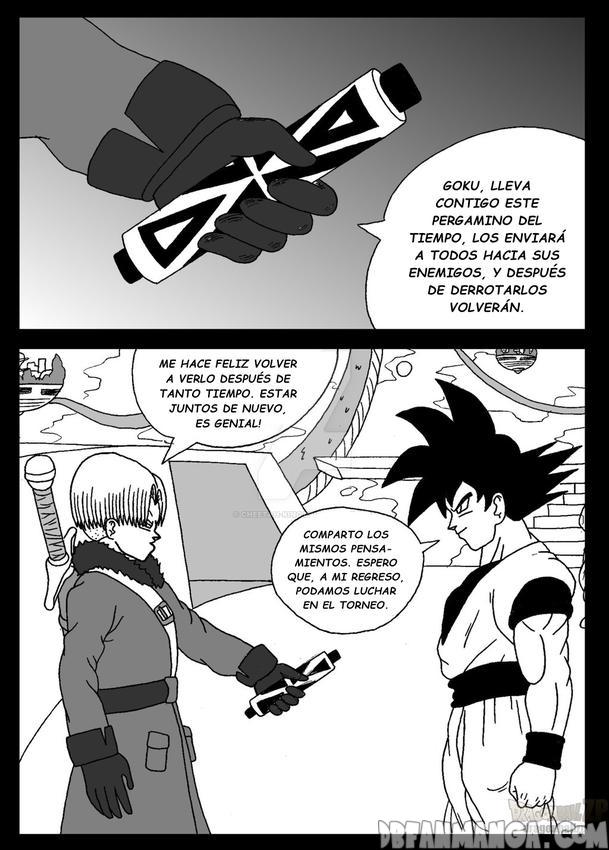 GOKU, LLEVA
CONTIGO ESTE
PERGAMINO DEL
TIEMPO, LOS ENVIARÁ
A TODOS HACIA SUS
ENEMIGOS, Y DESPUÉS
DE DERROTARLOS
VOLVERÁN.
ME HACE FELIZ VOLVER
A VERLO DESPUÉS DE
TANTO TIEMPO. ESTAR
JUNTOS DE NUEVO,
ES GENIAL!
COMPARTO LOS
MISMOS PENSA-
MIENTOS. ESPERO
QUE, A MI REGRESO,
PODAMOS LUCHAR
EN EL TORNEO.
DBFANMANGA.COM